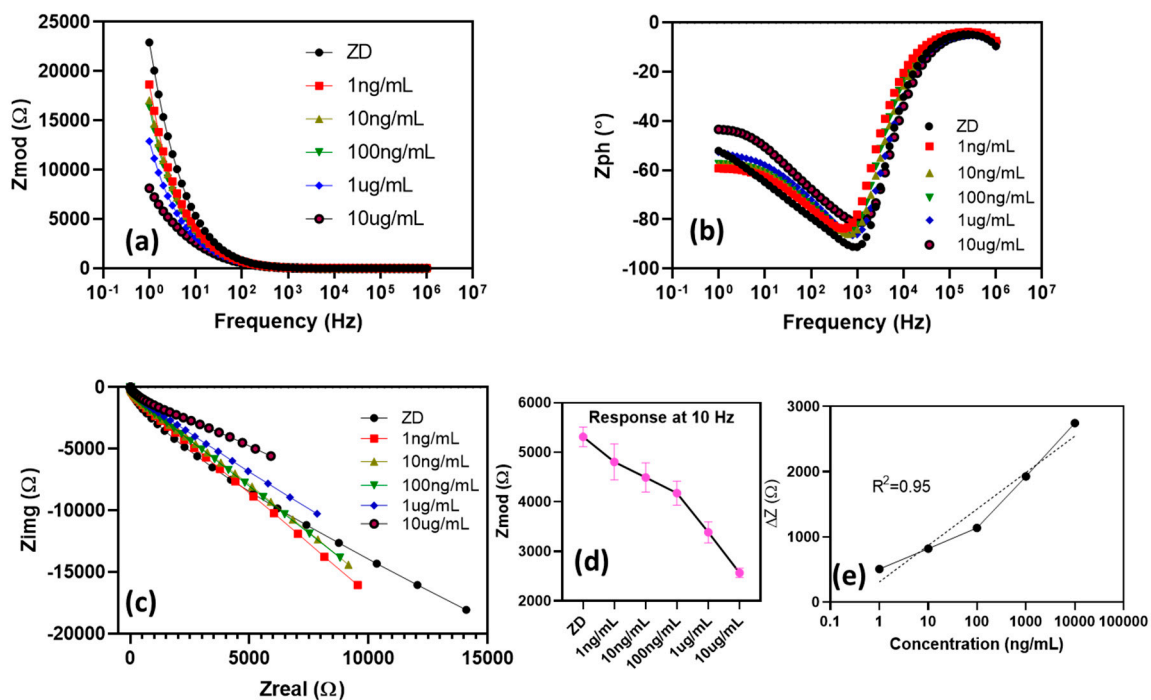 25000
20000
15000
10000
5000
0
Zmod (Ω)
ZD
1ng/mL
10ng/mL
100ng/mL
1ug/mL
10ug/mL
(a)
10⁻¹ 10⁰ 10¹ 10² 10³ 10⁴ 10⁵ 10⁶ 10⁷
Frequency (Hz)
0
-20
-40
-60
-80
-100
Zph (°)
ZD
1ng/mL
10ng/mL
100ng/mL
1ug/mL
10ug/mL
(b)
10⁻¹ 10⁰ 10¹ 10² 10³ 10⁴ 10⁵ 10⁶ 10⁷
Frequency (Hz)
0
-5000
-10000
-15000
-20000
Zimg (Ω)
ZD
1ng/mL
10ng/mL
100ng/mL
1ug/mL
10ug/mL
(c)
0 5000 10000 15000
Zreal (Ω)
Response at 10 Hz
6000
5000
4000
3000
2000
Zmod (Ω)
(d)
ZD
1ng/mL
10ng/mL
100ng/mL
1ug/mL
10ug/mL
3000
2000
1000
0
ΔZ (Ω)
R²=0.95
(e)
0.1 1 10 100 1000 10000 100000
Concentration (ng/mL)